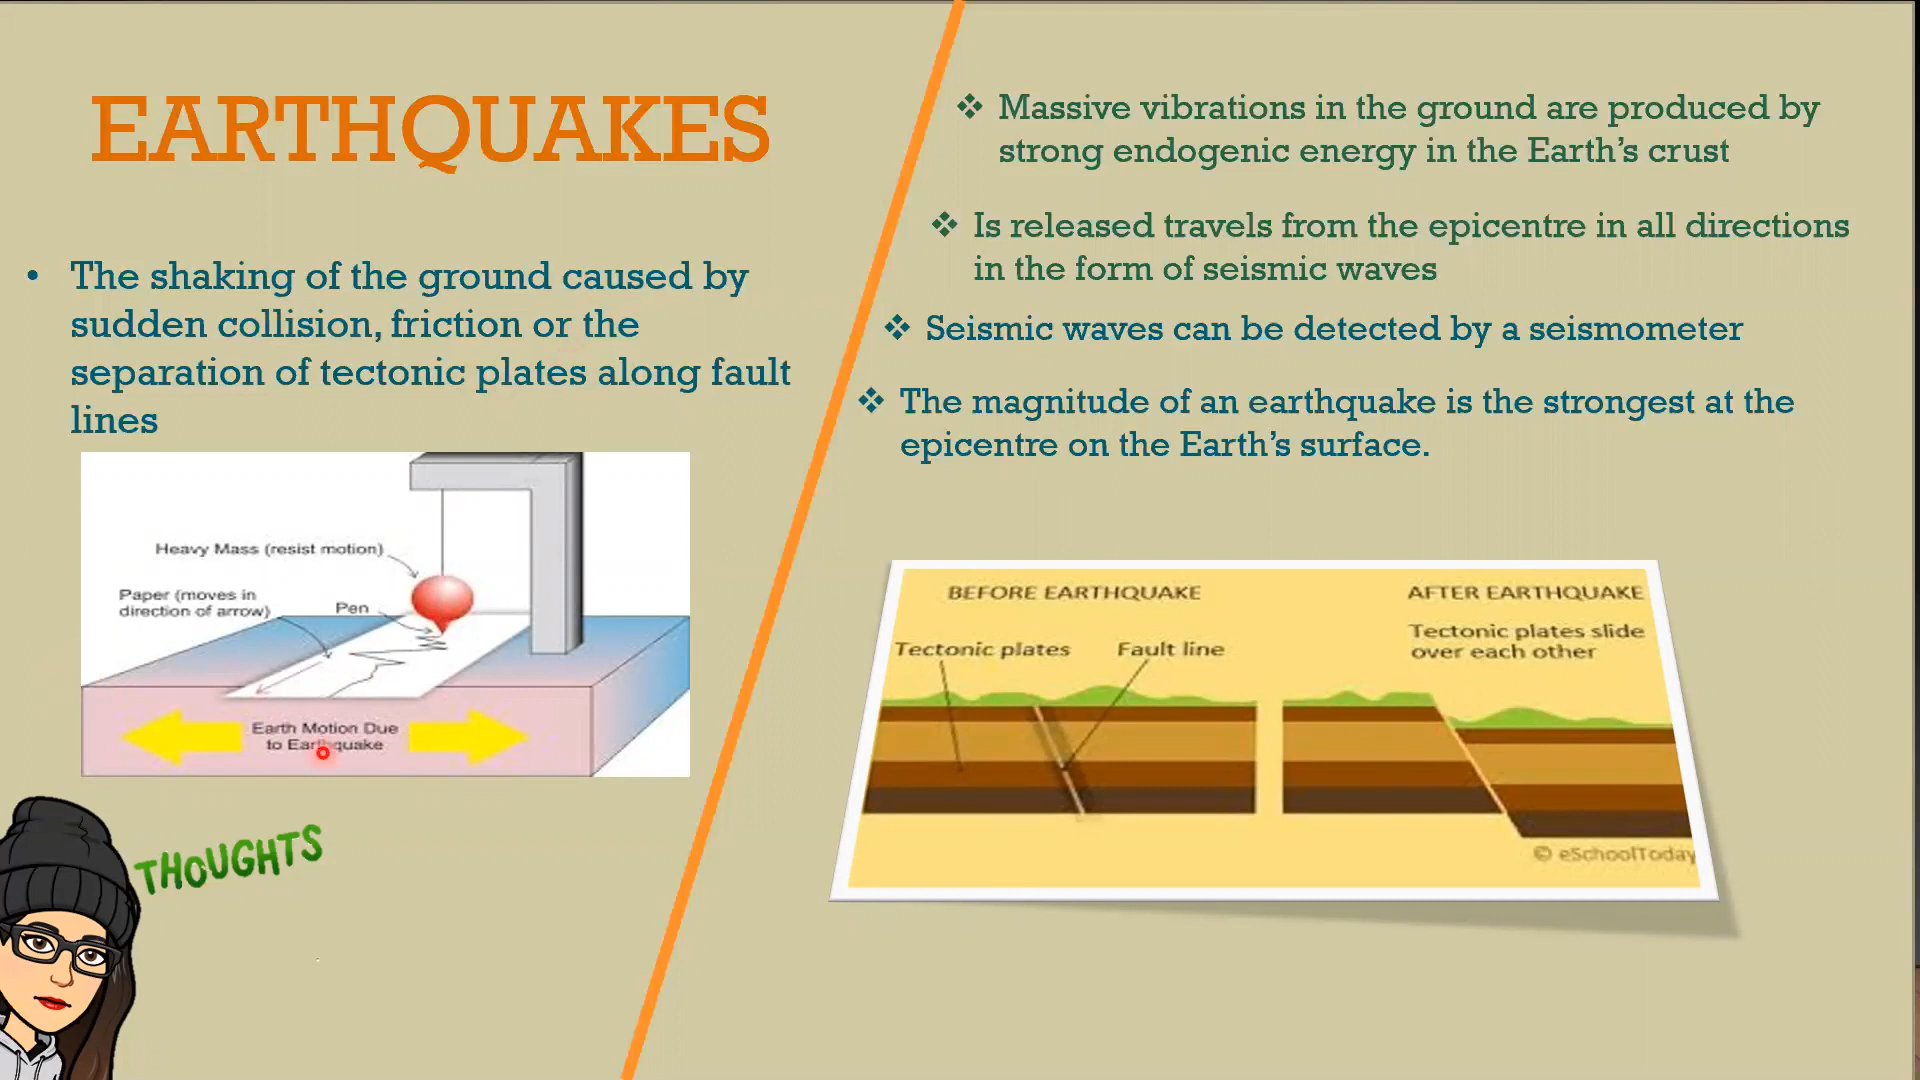 EARTHQUAKES
• The shaking of the ground caused by
sudden collision, friction or the
separation of tectonic plates along fault
lines
Heavy Mass (resist motion)
Paper (moves in
direction of arrow)
Pen
Earth Motion Due
to Earthquake
THOUGHTS
❖ Massive vibrations in the ground are produced by
strong endogenic energy in the Earth's crust
❖ Is released travels from the epicentre in all directions
in the form of seismic waves
❖ Seismic waves can be detected by a seismometer
❖ The magnitude of an earthquake is the strongest at the
epicentre on the Earth's surface.
BEFORE EARTHQUAKE
Tectonic plates
Fault line
AFTER EARTHQUAKE
Tectonic plates slide
over each other
© eSchoolToday